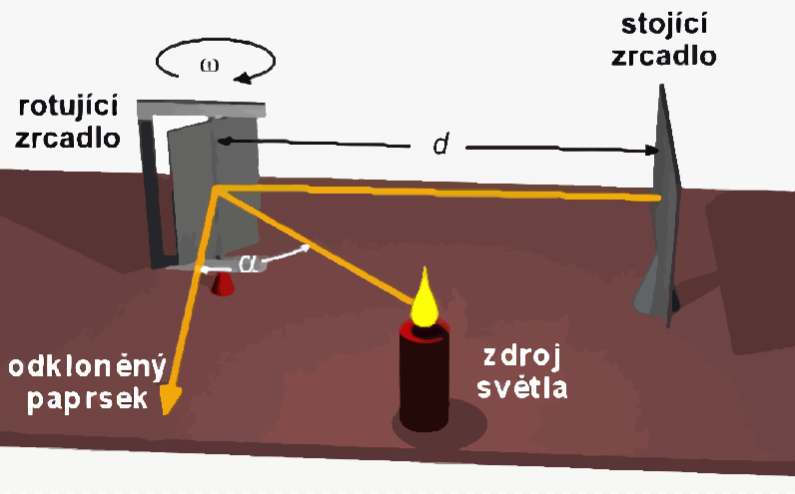 stojící
zrcadlo
ω
rotující
zrcadlo
d
α
odkloněný
paprsek
zdroj
světla